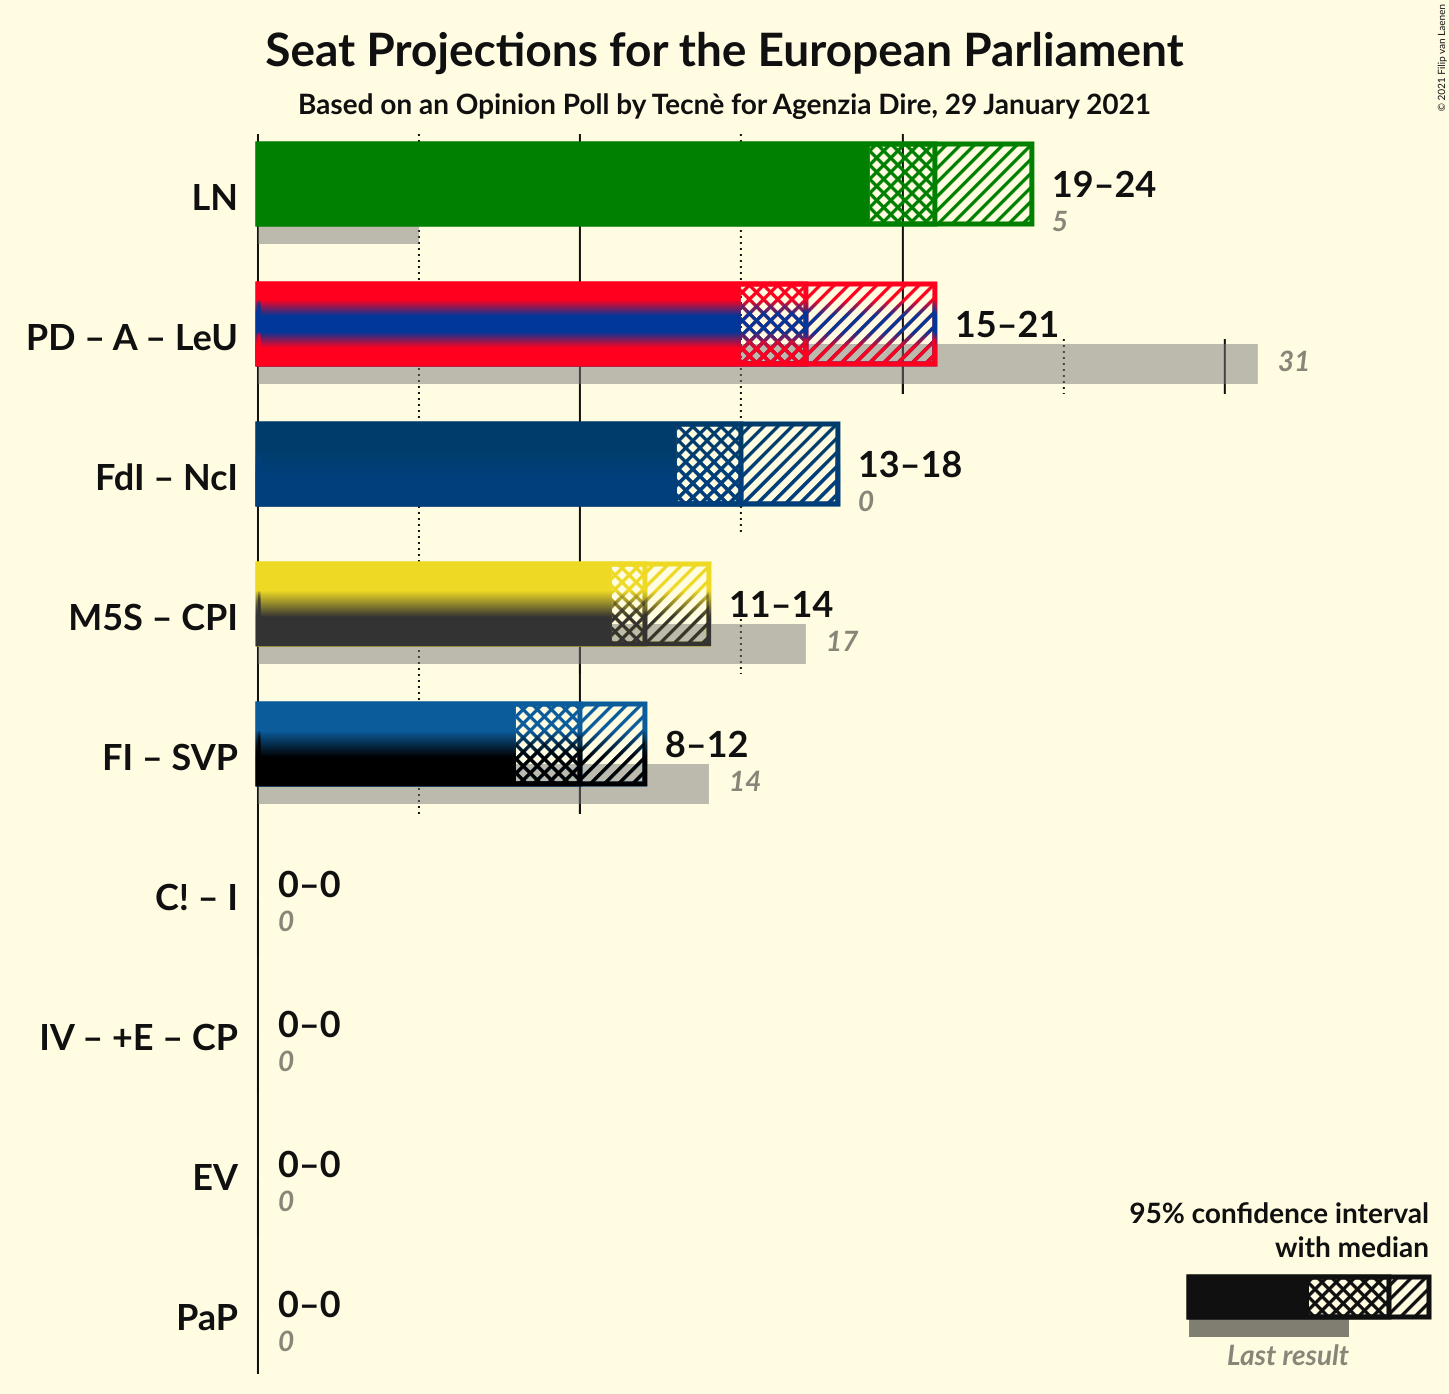 Seat Projections for the European Parliament
Based on an Opinion Poll by Tecnè for Agenzia Dire, 29 January 2021
© 2021 Filip van Laenen
LN
19–24
5
PD – A – LeU
15–21
31
FdI – NcI
13–18
0
M5S – CPI
11–14
17
FI – SVP
8–12
14
C! – I
0–0
0
IV – +E – CP
0–0
0
EV
0–0
0
PaP
0–0
0
95% confidence interval
with median
Last result